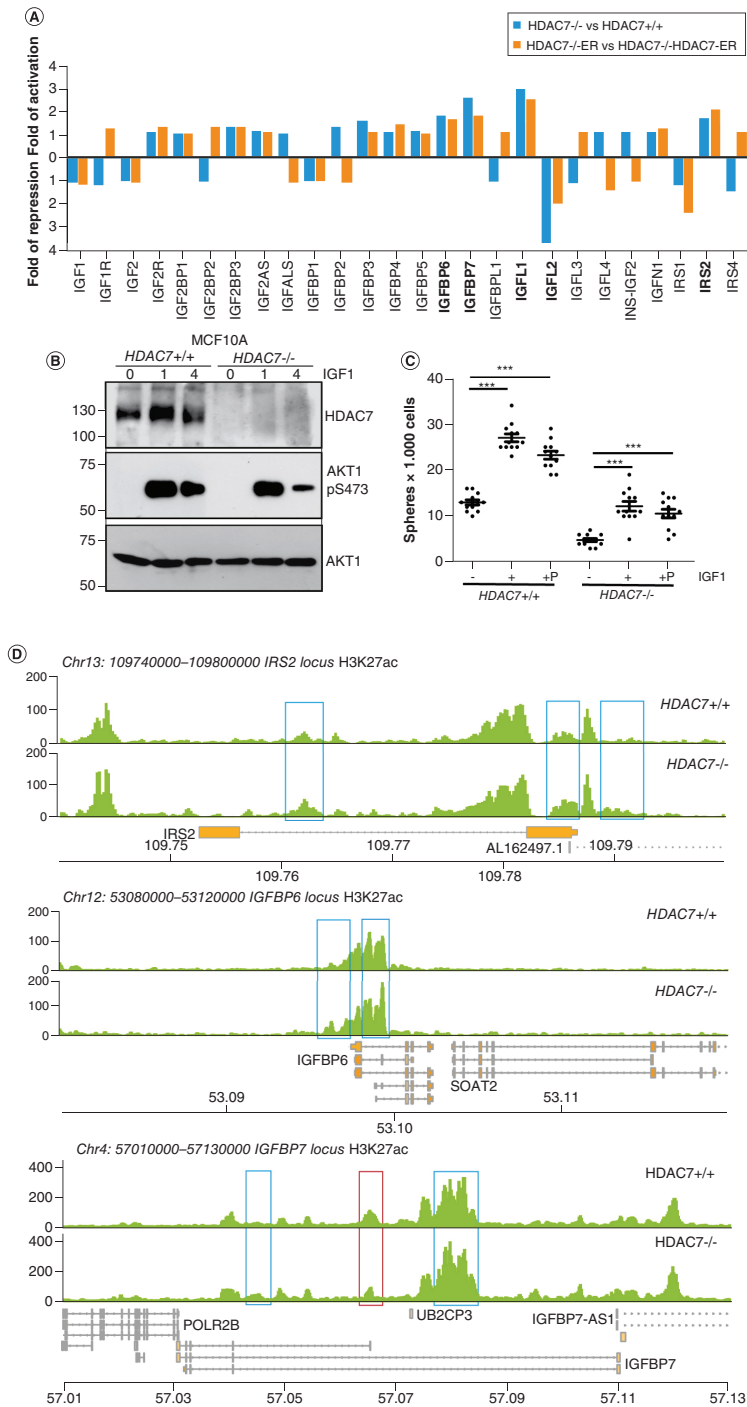 A
HDAC7-/- vs HDAC7+/+
HDAC7-/-ER vs HDAC7-/-HDAC7-ER
Fold of repression Fold of activation
4
3
2
1
0
1
2
3
4
IGF1
IGF1R
IGF2
IGF2R
IGF2BP1
IGF2BP2
IGF2BP3
IGF2AS
IGFALS
IGFBP1
IGFBP2
IGFBP3
IGFBP4
IGFBP5
IGFBP6
IGFBP7
IGFBPL1
IGFL1
IGFL2
IGFL3
IGFL4
INS-IGF2
IGFN1
IRS1
IRS2
IRS4
B
MCF10A
HDAC7+/+ HDAC7-/-
0 1 4 0 1 4 IGF1
130
100
HDAC7
75
50
AKT1
pS473
75
50
AKT1
C
Spheres × 1.000 cells
40
30
20
10
0
*** *** *** ***
- + +P - + +P IGF1
HDAC7+/+ HDAC7-/-
D
Chr13: 109740000–109800000 IRS2 locus H3K27ac
200
100
0
HDAC7+/+
200
100
0
HDAC7-/-
IRS2
AL162497.1
109.75 109.77 109.79
109.76 109.78
Chr12: 53080000–53120000 IGFBP6 locus H3K27ac
200
100
0
HDAC7+/+
200
100
0
HDAC7-/-
IGFBP6
SOAT2
53.09 53.11
53.10
Chr4: 57010000–57130000 IGFBP7 locus H3K27ac
400
200
0
HDAC7+/+
400
200
0
HDAC7-/-
POLR2B
UB2CP3
IGFBP7-AS1
IGFBP7
57.01 57.03 57.05 57.07 57.09 57.11 57.13